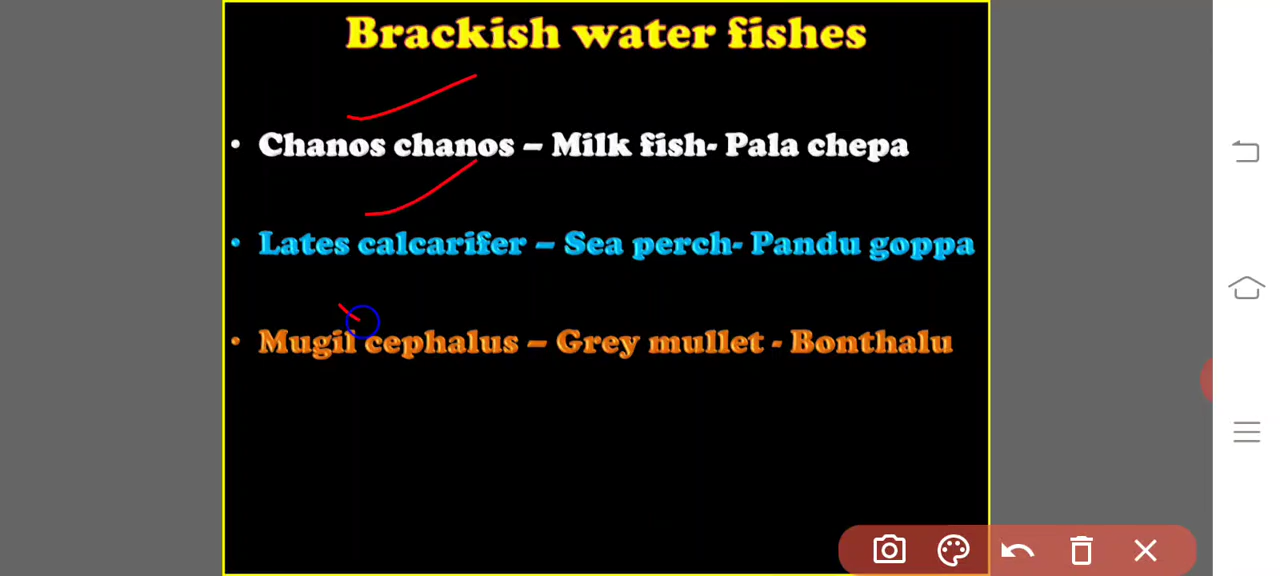 Brackish water fishes
• Chanos chanos – Milk fish- Pala chepa
• Lates calcarifer – Sea perch- Pandu goppa
• Mugil cephalus – Grey mullet - Bonthalu